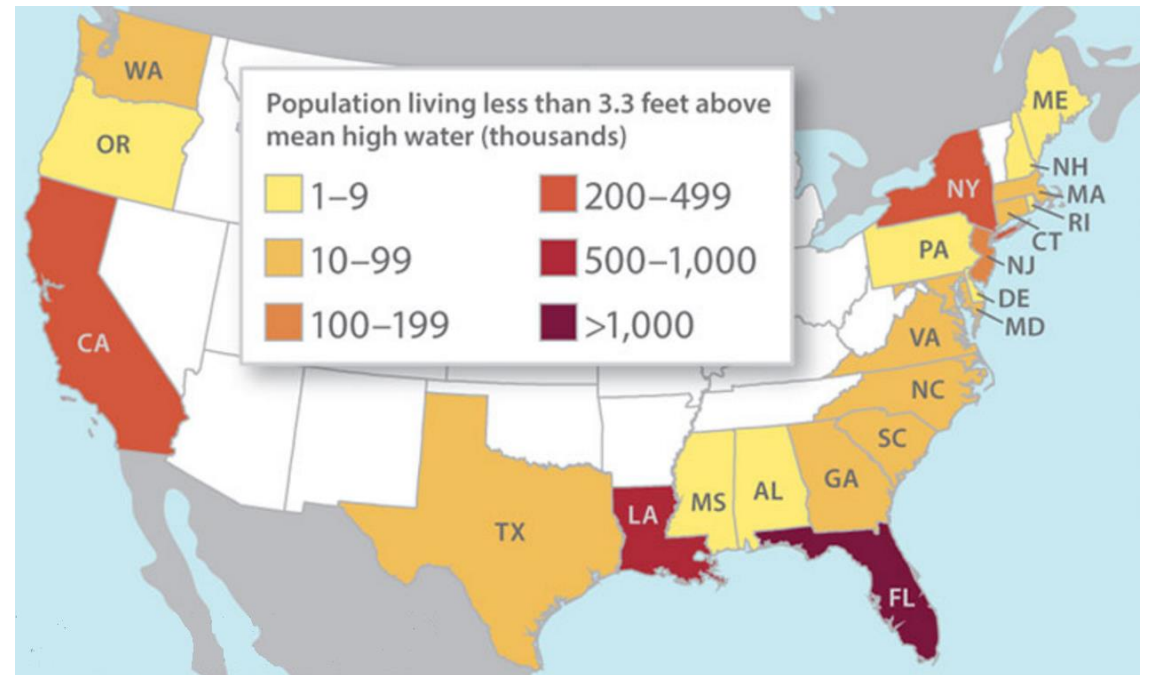 WA
OR
CA
Population living less than 3.3 feet above
mean high water (thousands)
1–9
10–99
100–199
200–499
500–1,000
>1,000
ME
NH
NY
MA
RI
CT
PA
NJ
DE
MD
VA
NC
SC
GA
AL
MS
LA
TX
FL